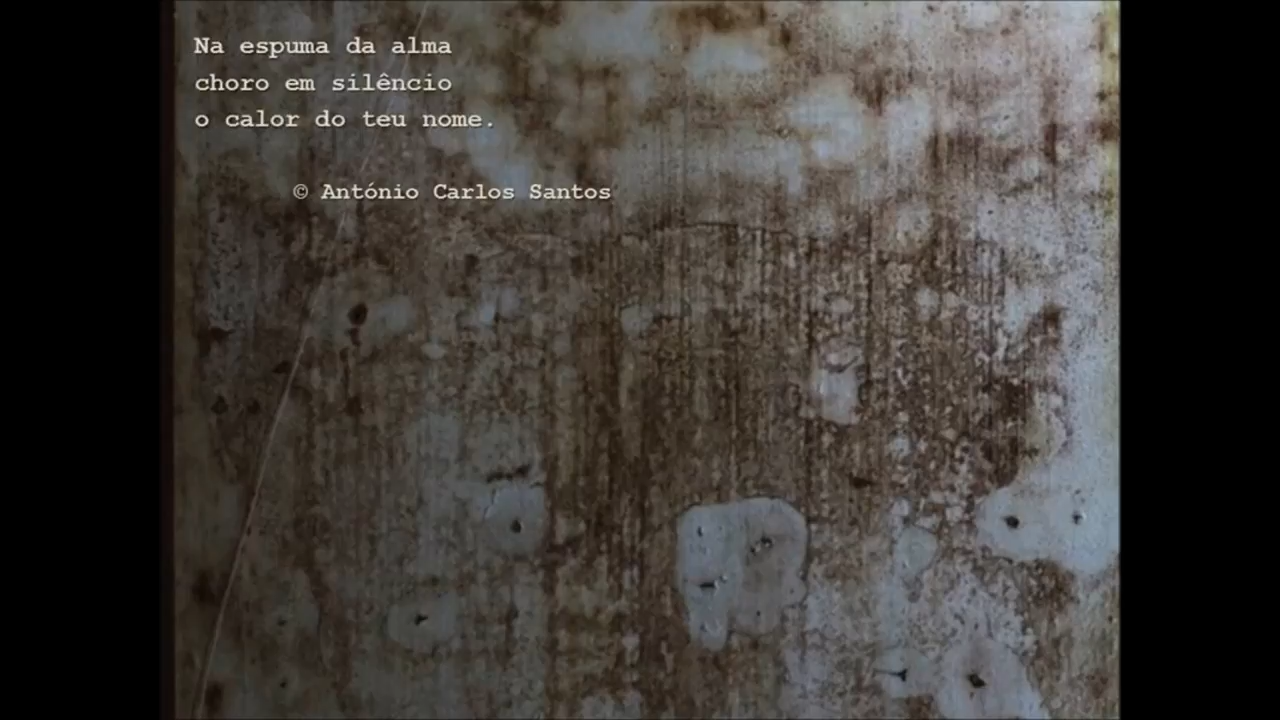 Na espuma da alma
choro em silêncio
o calor do teu nome.
© António Carlos Santos